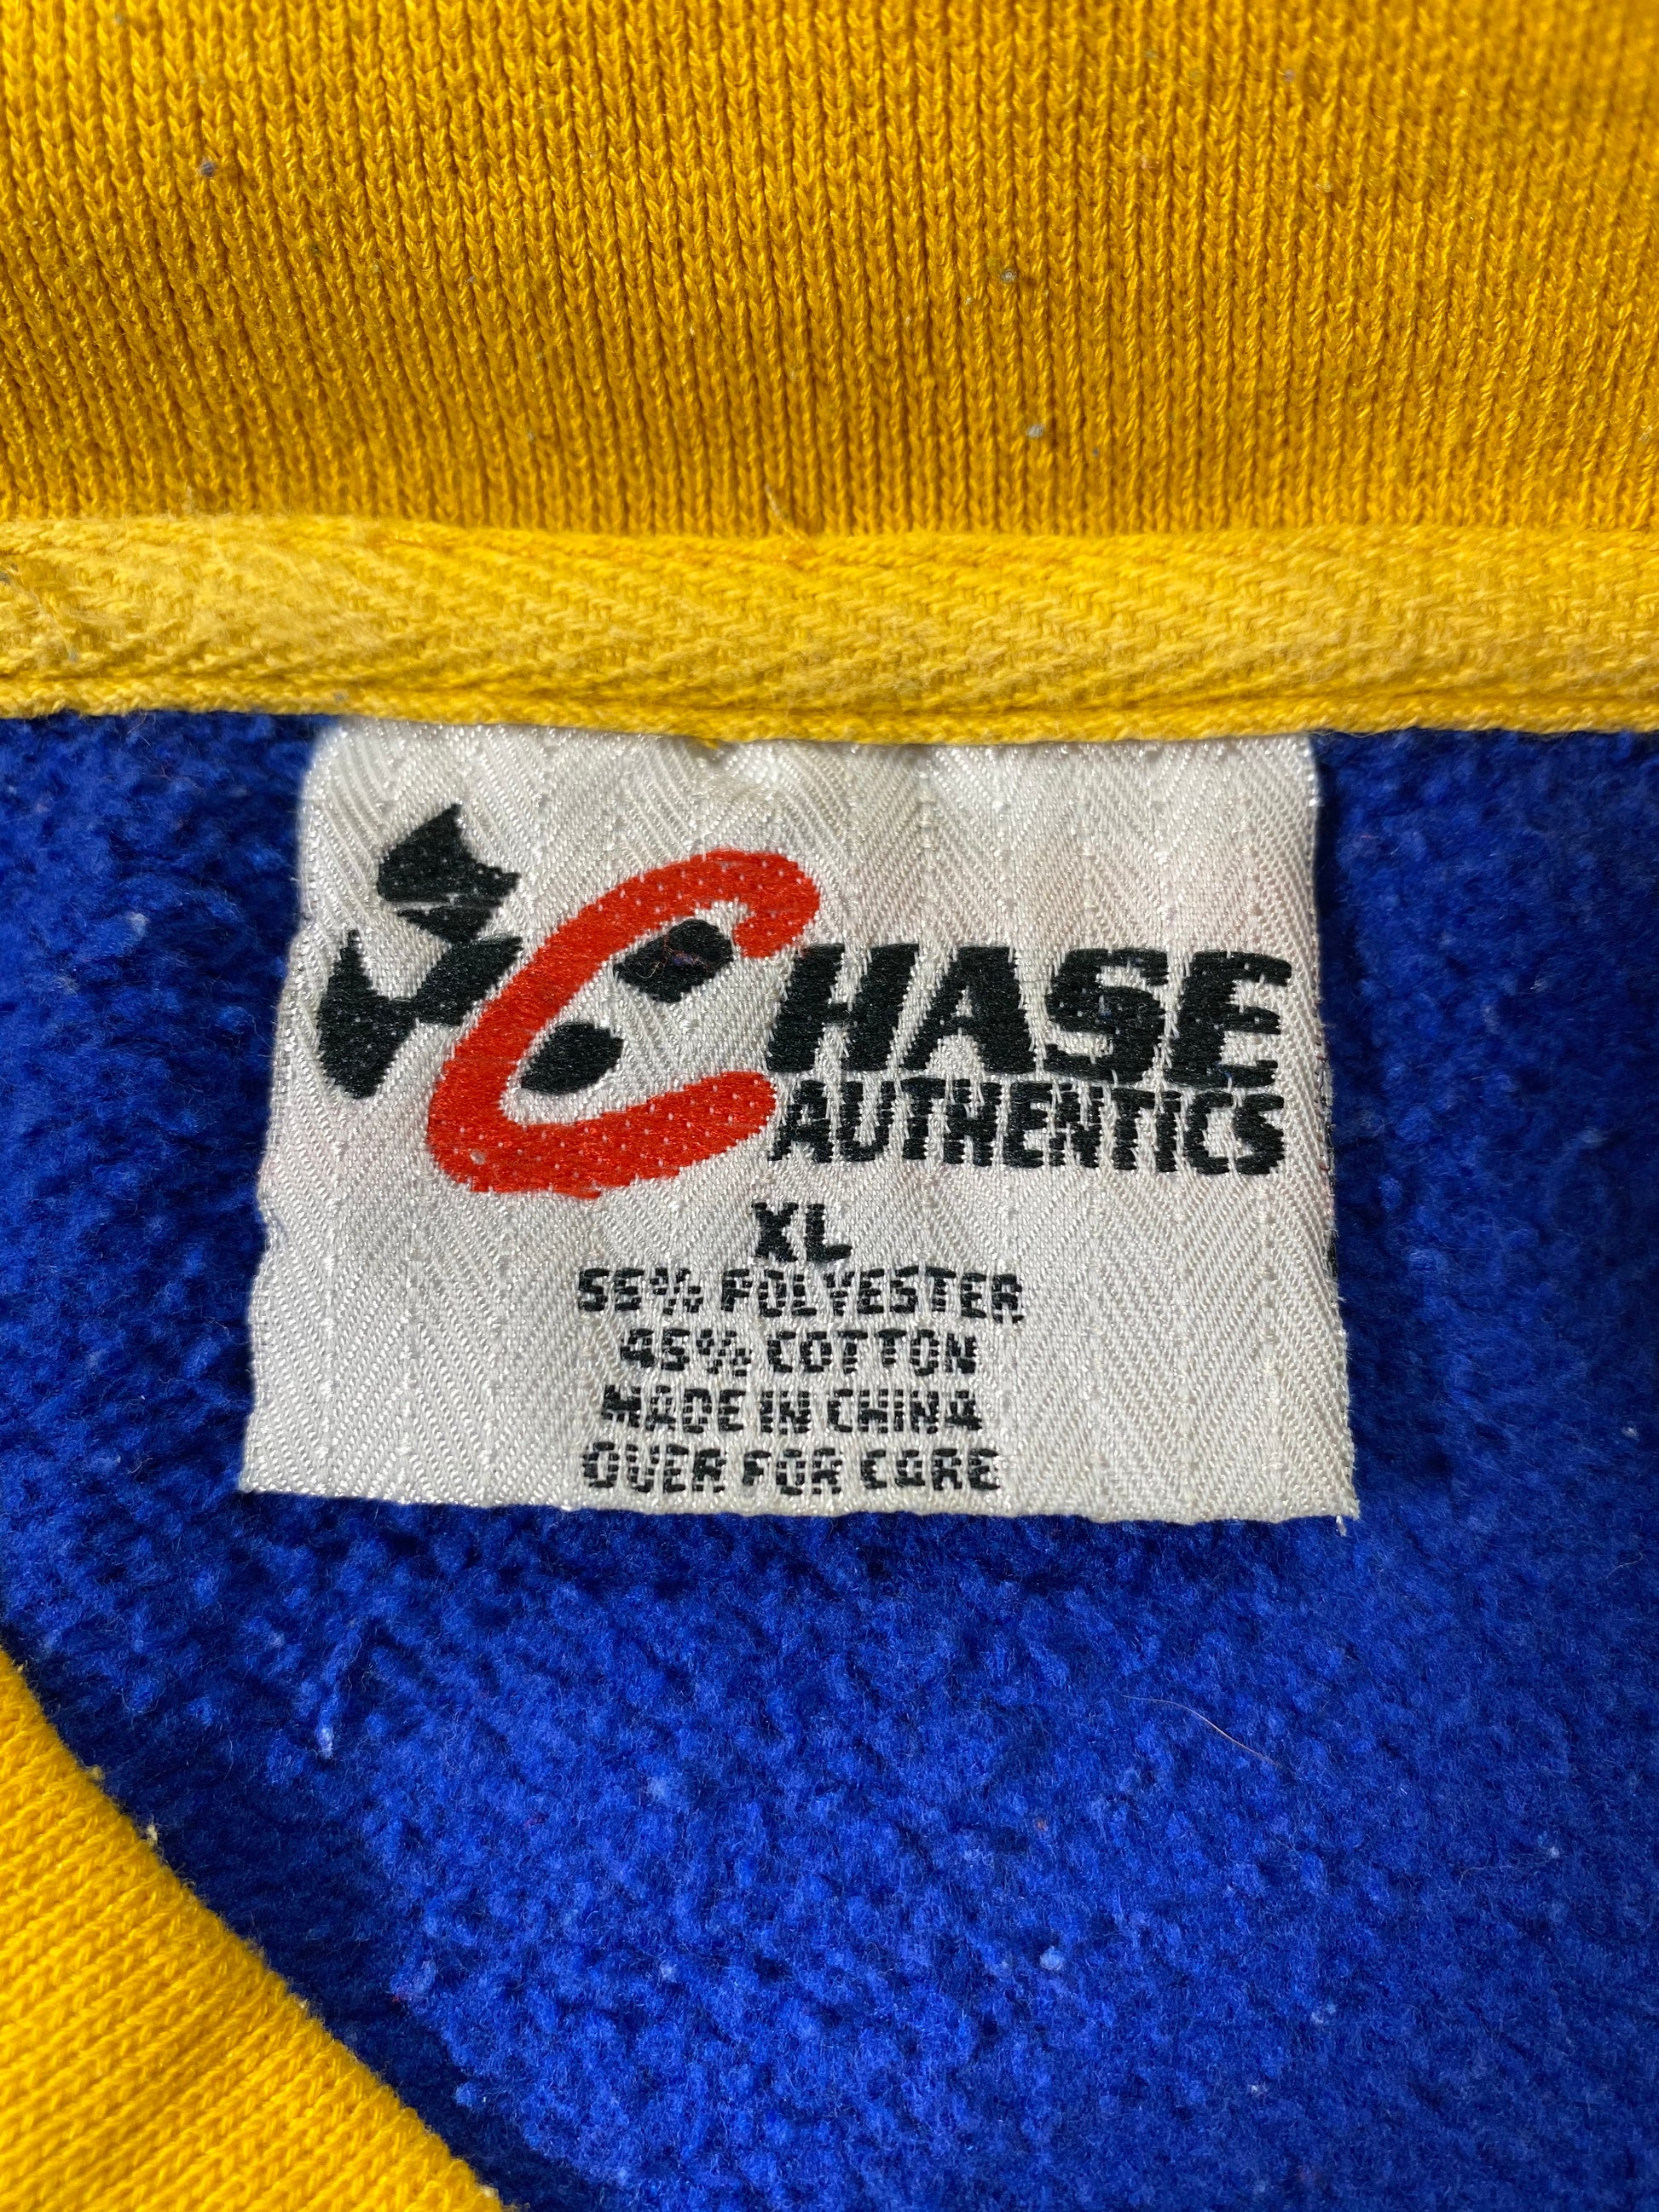 CHASE
AUTHENTICS
XL
55% POLYESTER
45% COTTON
MADE IN CHINA
OVER FOR CARE